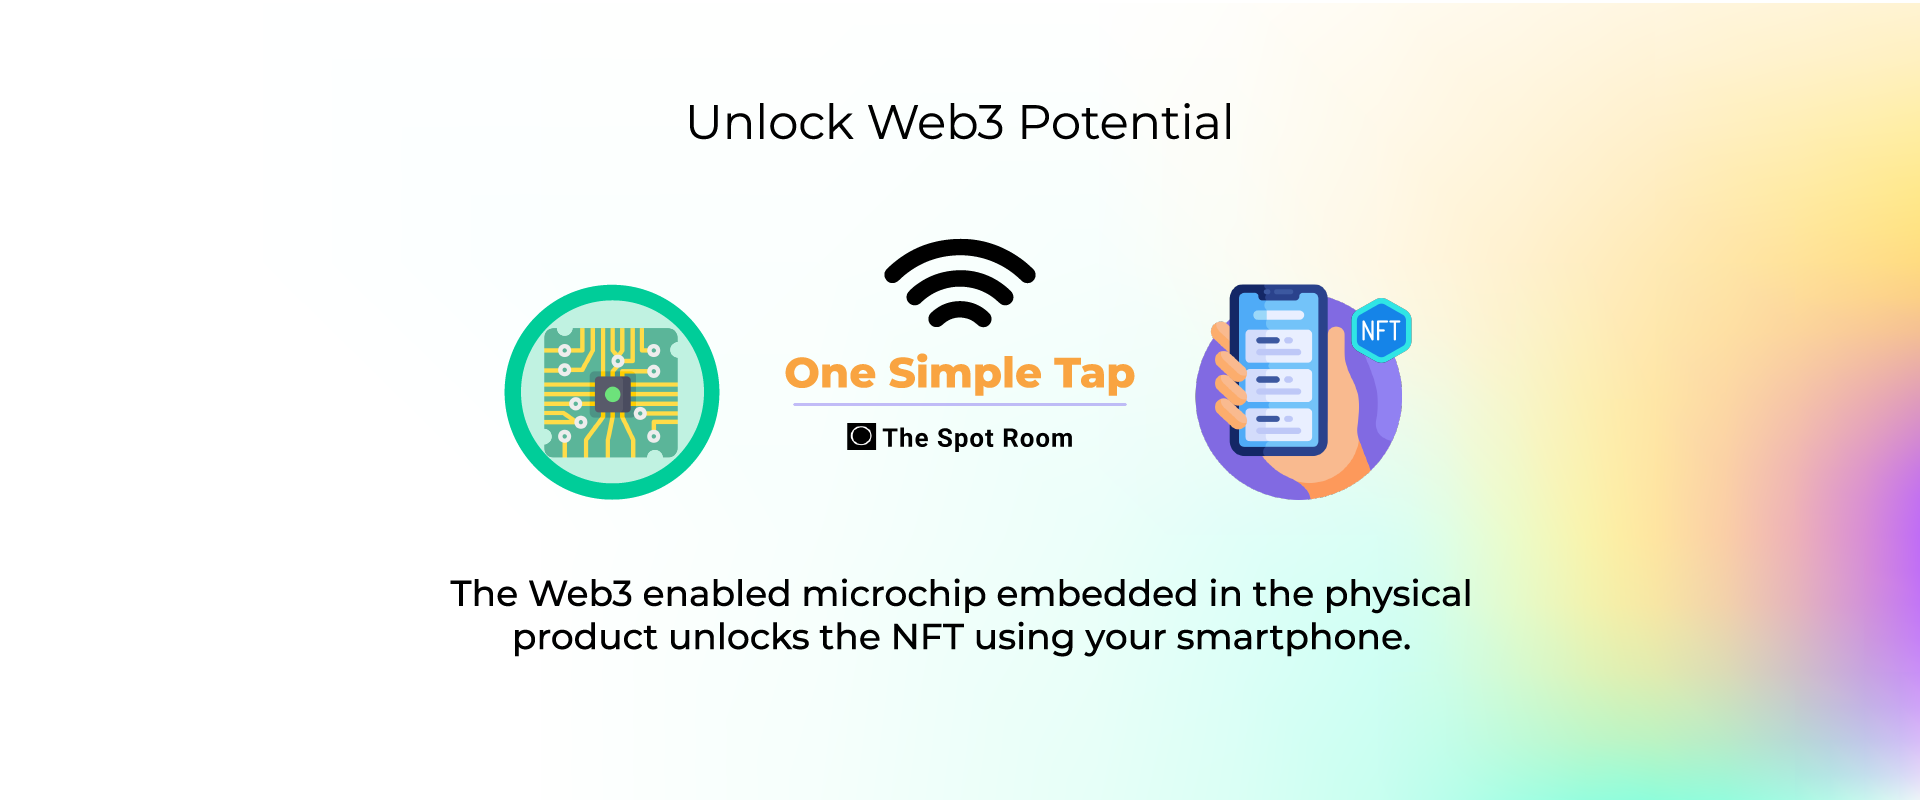 Unlock Web3 Potential
One Simple Tap
The Spot Room
NFT
The Web3 enabled microchip embedded in the physical
product unlocks the NFT using your smartphone.